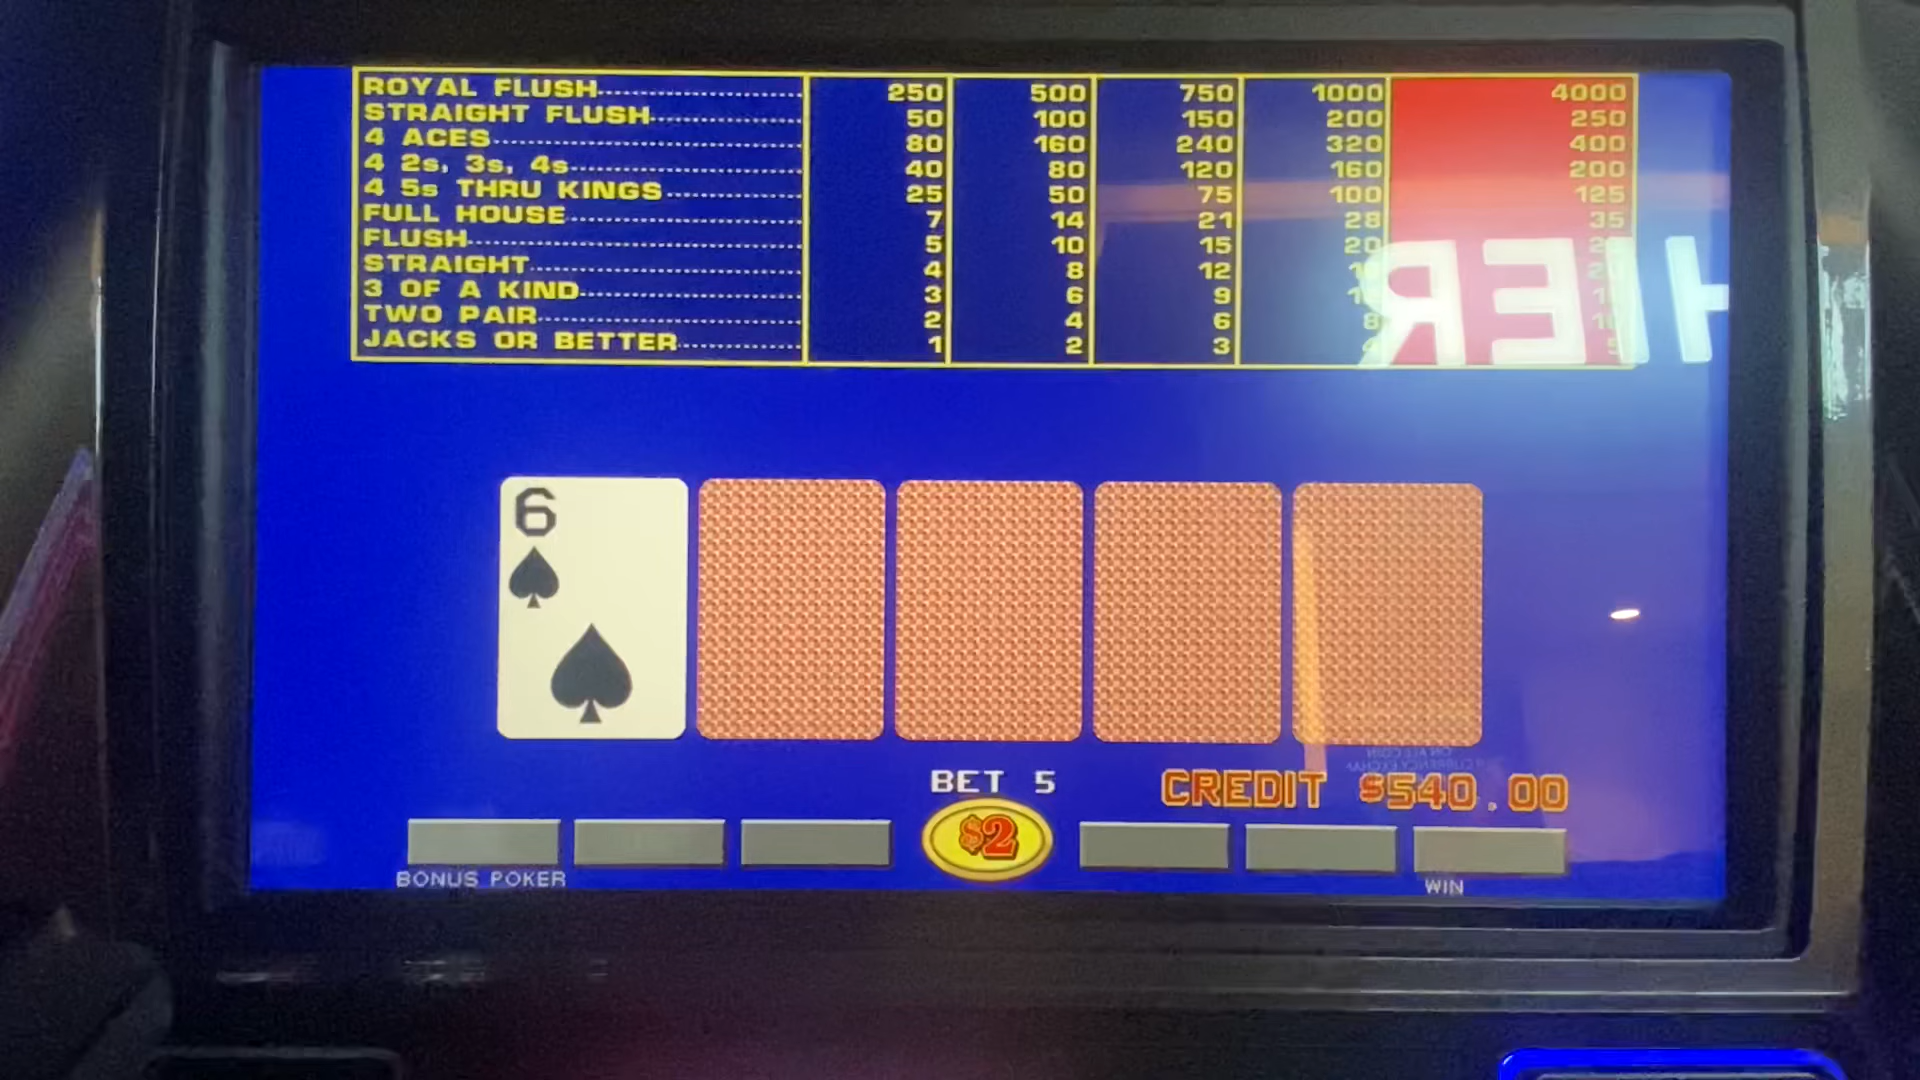 ROYAL FLUSH 250 500 750 1000 4000
STRAIGHT FLUSH 50 100 150 200 250
4 ACES 80 160 240 320 400
4 2s, 3s, 4s 40 80 120 160 200
4 5s THRU KINGS 25 50 75 100 125
FULL HOUSE 7 14 21 28 35
FLUSH 5 10 15 20
STRAIGHT 4 8 12
3 OF A KIND 3 6 9
TWO PAIR 2 4 6 8
JACKS OR BETTER 1 2 3
HIER
6
BET 5
CREDIT $540.00
$2
BONUS POKER
WIN